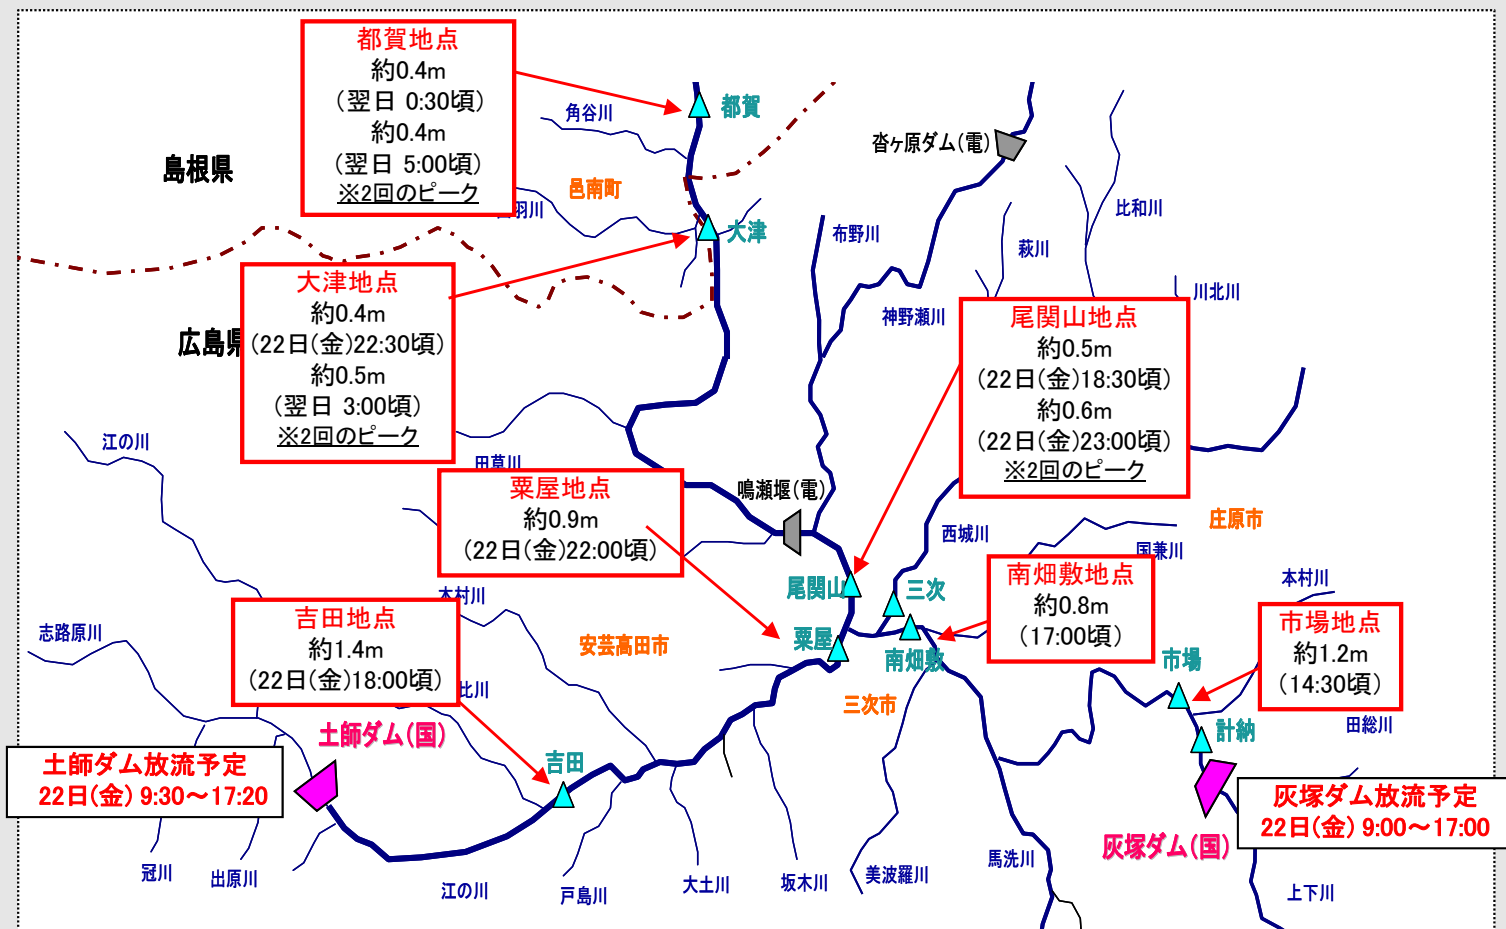 都賀地点
約0.4m
(翌日 0:30頃)
約0.4m
(翌日 5:00頃)
※2回のピーク
角谷川
都賀
沓ヶ原ダム(電)
島根県
邑南町
羽川
大津
布野川
比和川
萩川
川北川
神野瀬川
大津地点
約0.4m
(22日(金)22:30頃)
約0.5m
(翌日 3:00頃)
※2回のピーク
広島県
尾関山地点
約0.5m
(22日(金)18:30頃)
約0.6m
(22日(金)23:00頃)
※2回のピーク
江の川
田草川
粟屋地点
約0.9m
(22日(金)22:00頃)
鳴瀬堰(電)
庄原市
西城川
国兼川
尾関山
三次
南畑敷地点
約0.8m
(17:00頃)
本村川
本村川
吉田地点
約1.4m
(22日(金)18:00頃)
志路原川
安芸高田市
粟屋
南畑敷
市場
市場地点
約1.2m
(14:30頃)
比川
三次市
土師ダム(国)
吉田
計納
田総川
土師ダム放流予定
22日(金) 9:30～17:20
灰塚ダム放流予定
22日(金) 9:00～17:00
灰塚ダム(国)
冠川
出原川
江の川
戸島川
大土川
坂木川
美波羅川
馬洗川
上下川